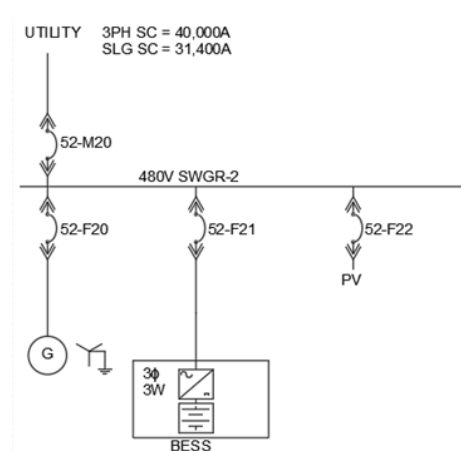 UTILITY 3PH SC = 40,000A
SLG SC = 31,400A
52-M20
480V SWGR-2
52-F20
52-F21
52-F22
PV
G
3ϕ
3W
BESS